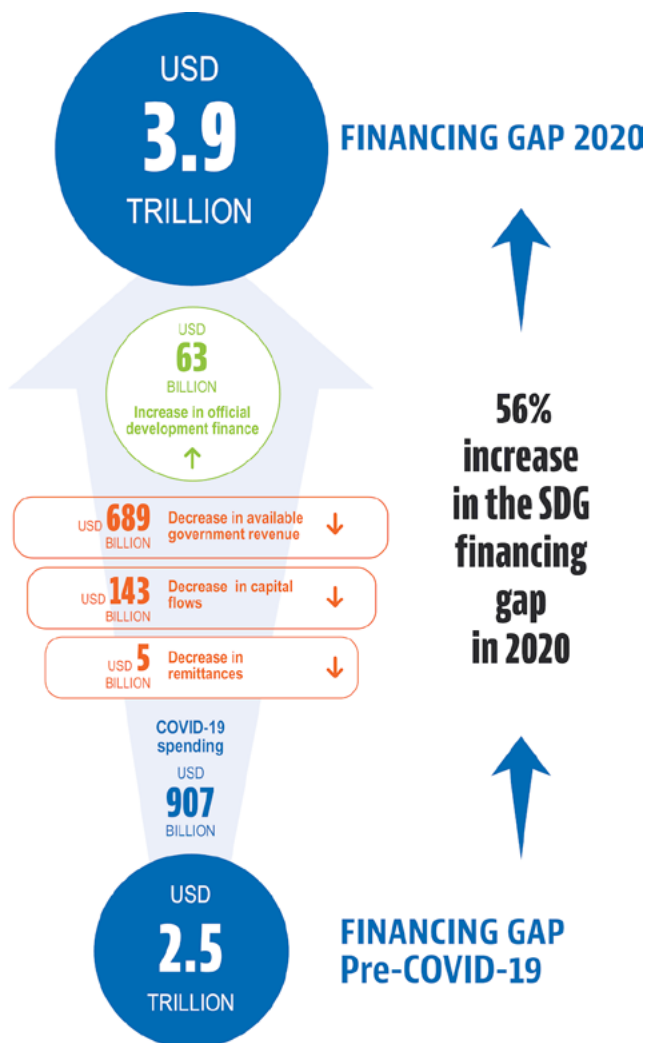 USD
3.9
TRILLION
FINANCING GAP 2020
USD
63
BILLION
Increase in official
development finance
56%
increase
in the SDG
financing
gap
in 2020
USD 689
BILLION
Decrease in available
government revenue
USD 143
BILLION
Decrease in capital
flows
USD 5
BILLION
Decrease in
remittances
COVID-19
spending
USD
907
BILLION
USD
2.5
TRILLION
FINANCING GAP
Pre-COVID-19